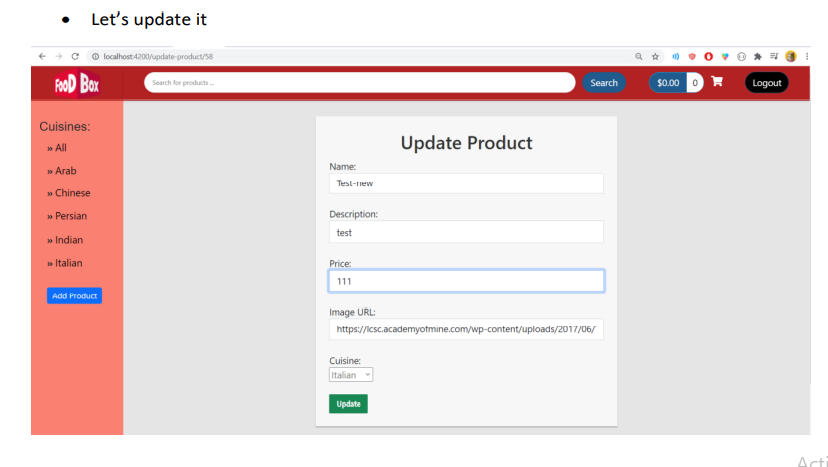 • Let's update it
localhost:4200/update-product/58
FooD Box
Search for products ...
Search
$0.00 0
Logout
Cuisines:
» All
» Arab
» Chinese
» Persian
» Indian
» Italian
Add Product
Update Product
Name:
Test-new
Description:
test
Price:
111
Image URL:
https://lcsc.academyofmine.com/wp-content/uploads/2017/06/
Cuisine:
Italian
Update
Acti